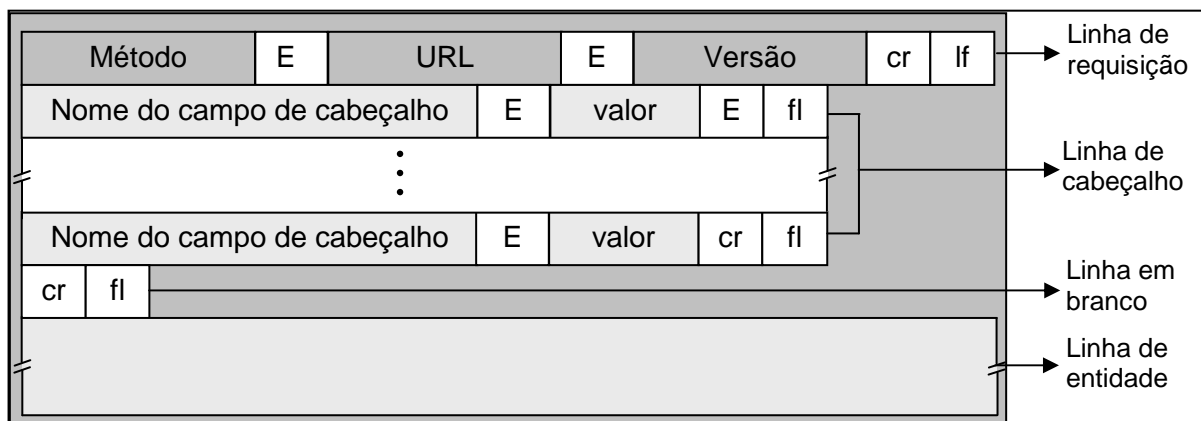 Método E URL E Versão cr lf
Linha de
requisição
Nome do campo de cabeçalho E valor E fl
Linha de
cabeçalho
Nome do campo de cabeçalho E valor cr fl
cr fl
Linha em
branco
Linha de
entidade